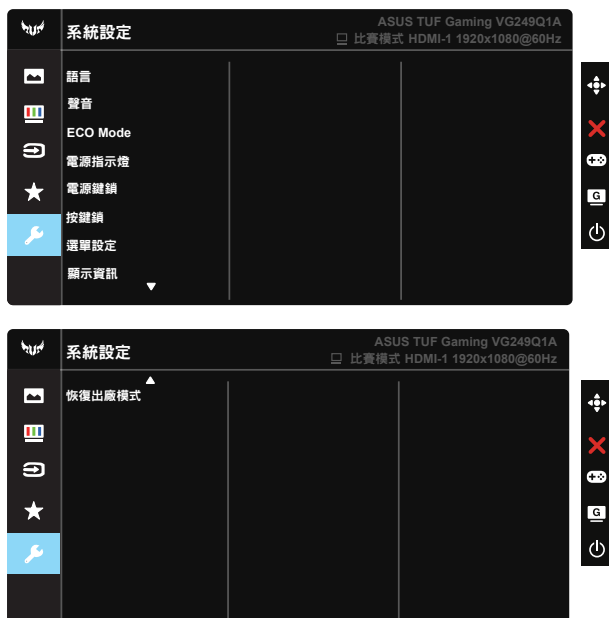 系統設定
ASUS TUF Gaming VG249Q1A
比賽模式 HDMI-1 1920x1080@60Hz
語言
聲音
ECO Mode
電源指示燈
電源鍵鎖
按鍵鎖
選單設定
顯示資訊
G
系統設定
ASUS TUF Gaming VG249Q1A
比賽模式 HDMI-1 1920x1080@60Hz
恢復出廠模式
G